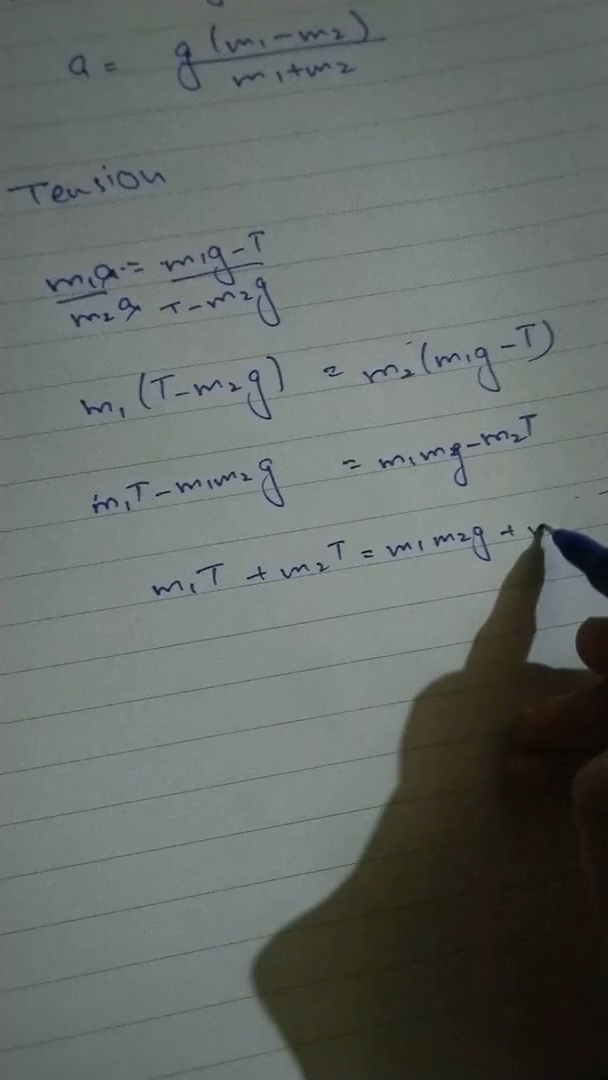 a = g(m1-m2)
m1+m2
Tension
m1a = m1g-T
m2a T-m2g
m1(T-m2g) = m2(m1g-T)
m1T-m1m2g = m1mg-m2T
m1T + m2T = m1m2g +